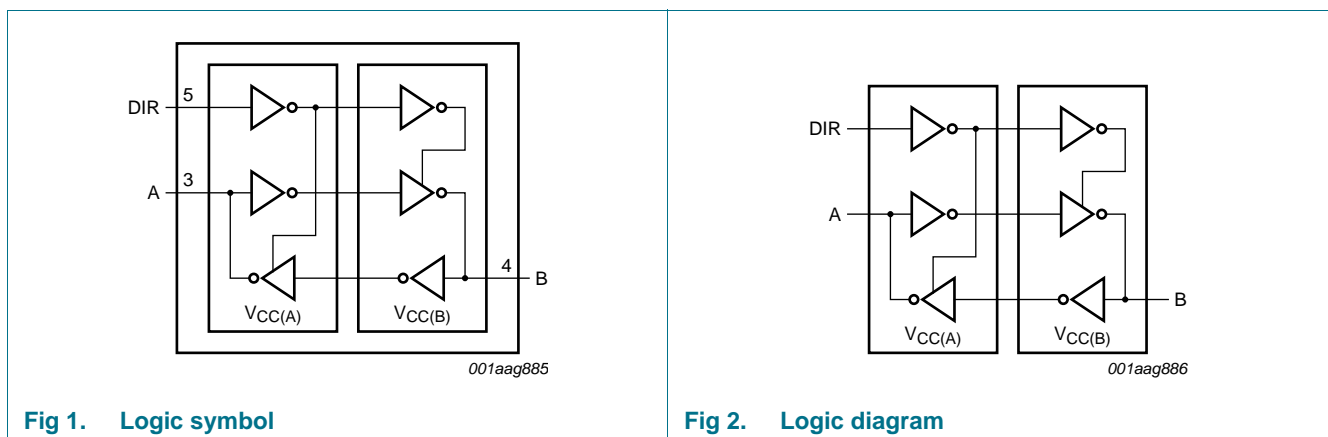 DIR
5
A
3
4
B
VCC(A)
VCC(B)
001aag885
Fig 1. Logic symbol
DIR
A
B
VCC(A)
VCC(B)
001aag886
Fig 2. Logic diagram